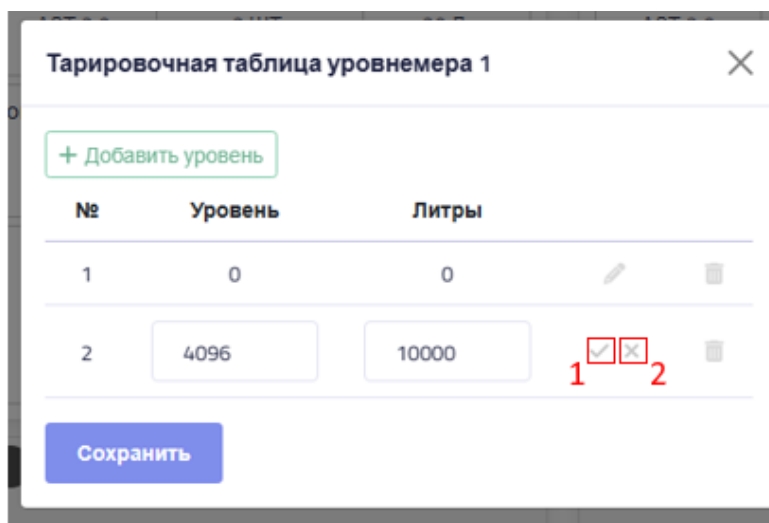 Тарировочная таблица уровнемера 1
+ Добавить уровень
№ Уровень Литры
1 0 0
2 4096 10000
1 2
Сохранить